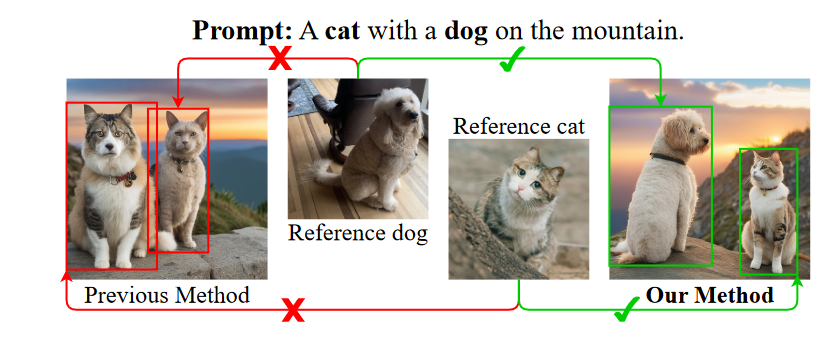 Prompt: A cat with a dog on the mountain.
Reference cat
Reference dog
Previous Method
Our Method